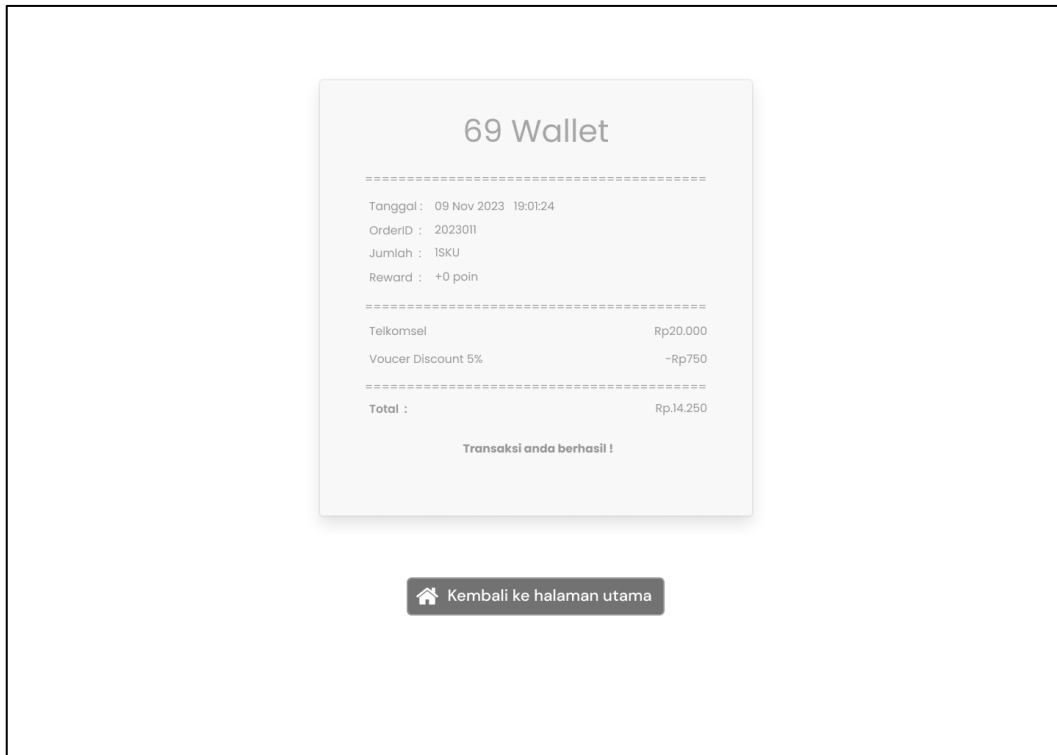 69 Wallet
=========================================
Tanggal : 09 Nov 2023 19:01:24
OrderID : 2023011
Jumlah : 1SKU
Reward : +0 poin
=========================================
Telkomsel Rp20.000
Voucer Discount 5% -Rp750
=========================================
Total : Rp.14.250
Transaksi anda berhasil !
Kembali ke halaman utama